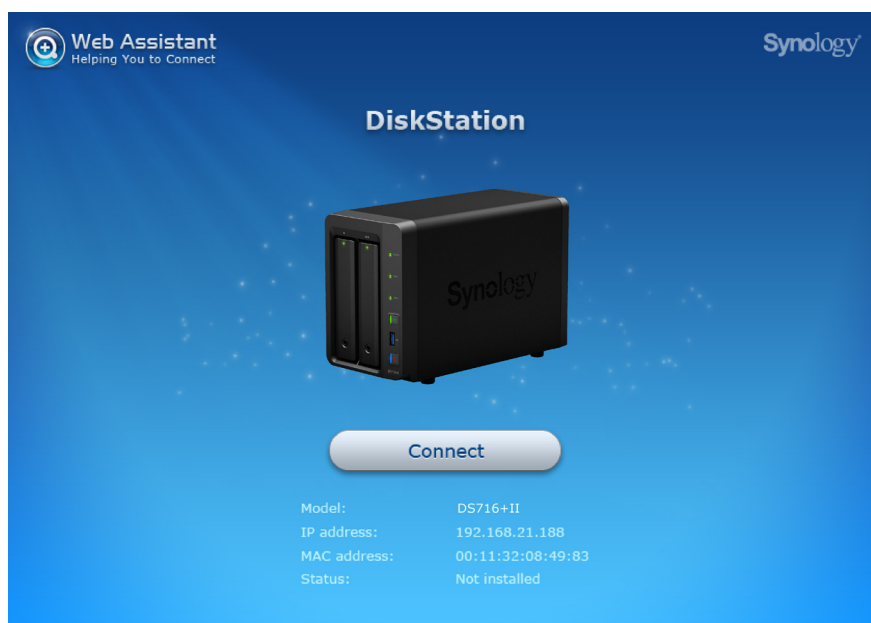 Web Assistant
Helping You to Connect
Synology
DiskStation
Synology
Connect
Model: DS716+II
IP address: 192.168.21.188
MAC address: 00:11:32:08:49:83
Status: Not installed